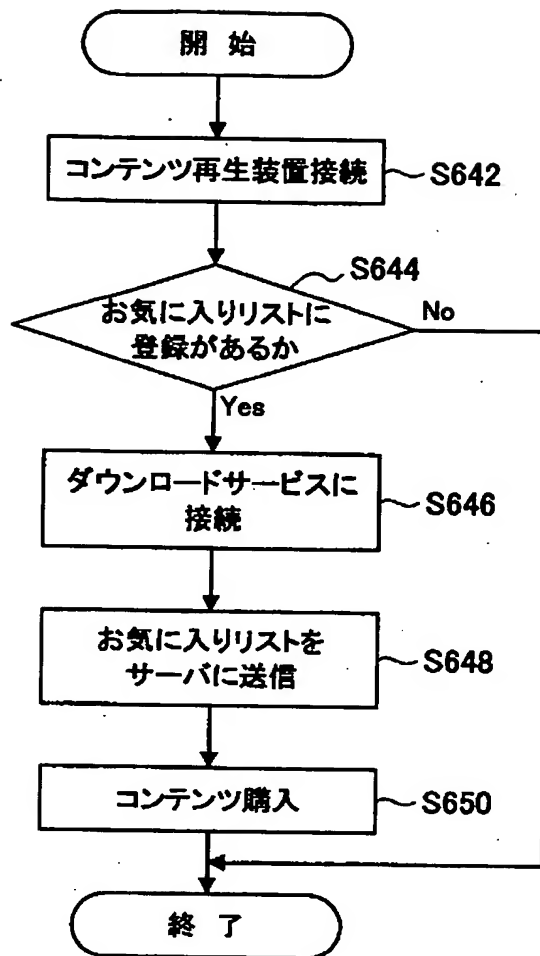 開 始
コンテンツ再生装置接続
S642
S644
お気に入りリストに
登録があるか
No
Yes
ダウンロードサービスに
接続
S646
お気に入りリストを
サーバに送信
S648
コンテンツ購入
S650
終 了